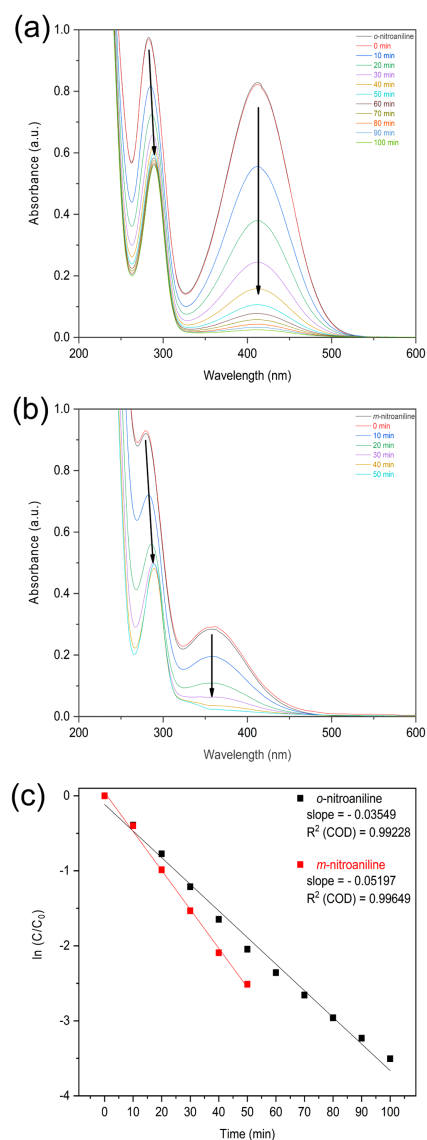 (a)
1.0
0.8
0.6
0.4
0.2
0.0
Absorbance (a.u.)
200
300
400
500
600
Wavelength (nm)
o-nitroaniline
0 min
10 min
20 min
30 min
40 min
50 min
60 min
70 min
80 min
90 min
100 min
(b)
1.0
0.8
0.6
0.4
0.2
0.0
Absorbance (a.u.)
200
250
300
350
400
450
500
550
600
Wavelength (nm)
m-nitroaniline
0 min
10 min
20 min
30 min
40 min
50 min
(c)
0
-1
-2
-3
-4
ln (C/C0)
0
10
20
30
40
50
60
70
80
90
100
Time (min)
o-nitroaniline
slope = - 0.03549
R² (COD) = 0.99228
m-nitroaniline
slope = - 0.05197
R² (COD) = 0.99649